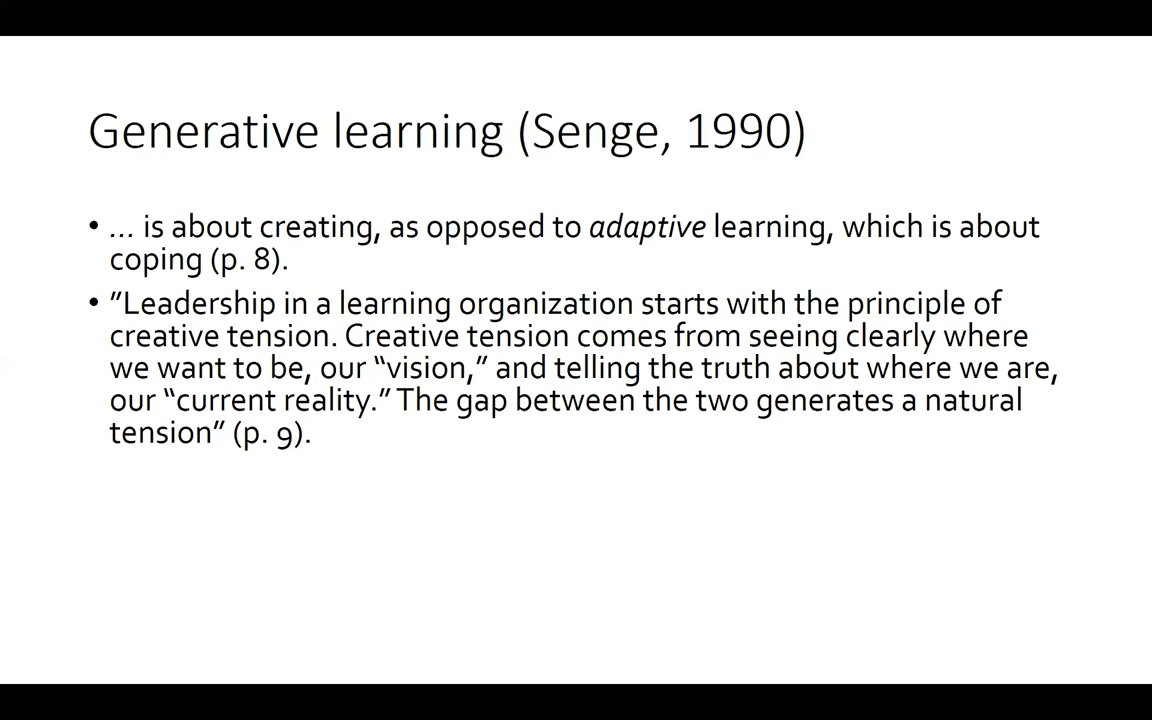 Generative learning (Senge, 1990)
• ... is about creating, as opposed to adaptive learning, which is about
coping (p. 8).
• ”Leadership in a learning organization starts with the principle of
creative tension. Creative tension comes from seeing clearly where
we want to be, our “vision,” and telling the truth about where we are,
our “current reality.” The gap between the two generates a natural
tension” (p. 9).